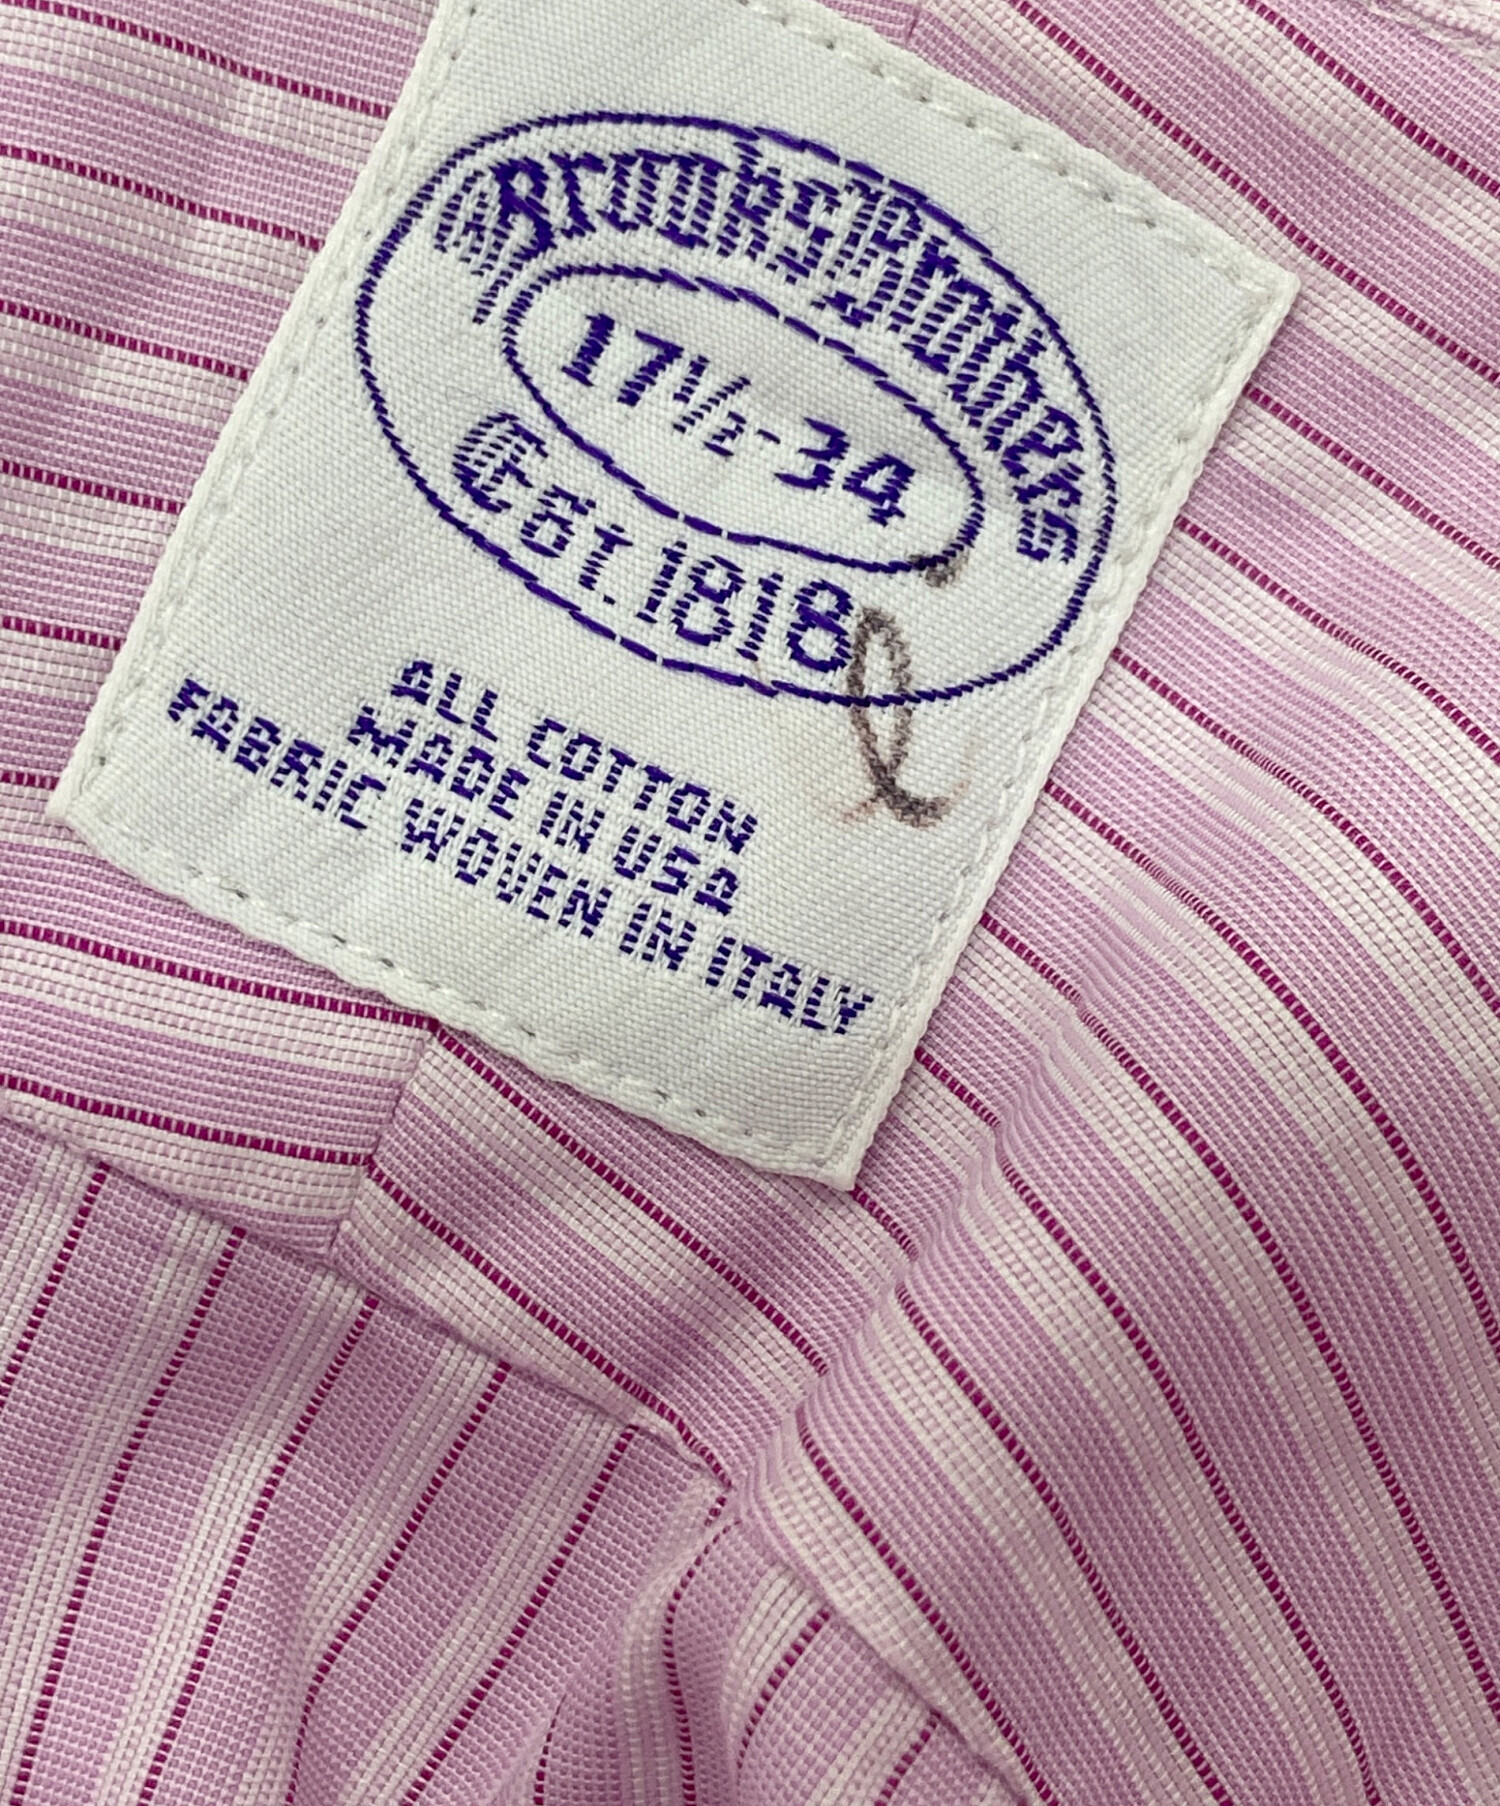 Brooks Brothers
17½-34
Est. 1818
ALL COTTON
MADE IN USA
FABRIC WOVEN IN ITALY